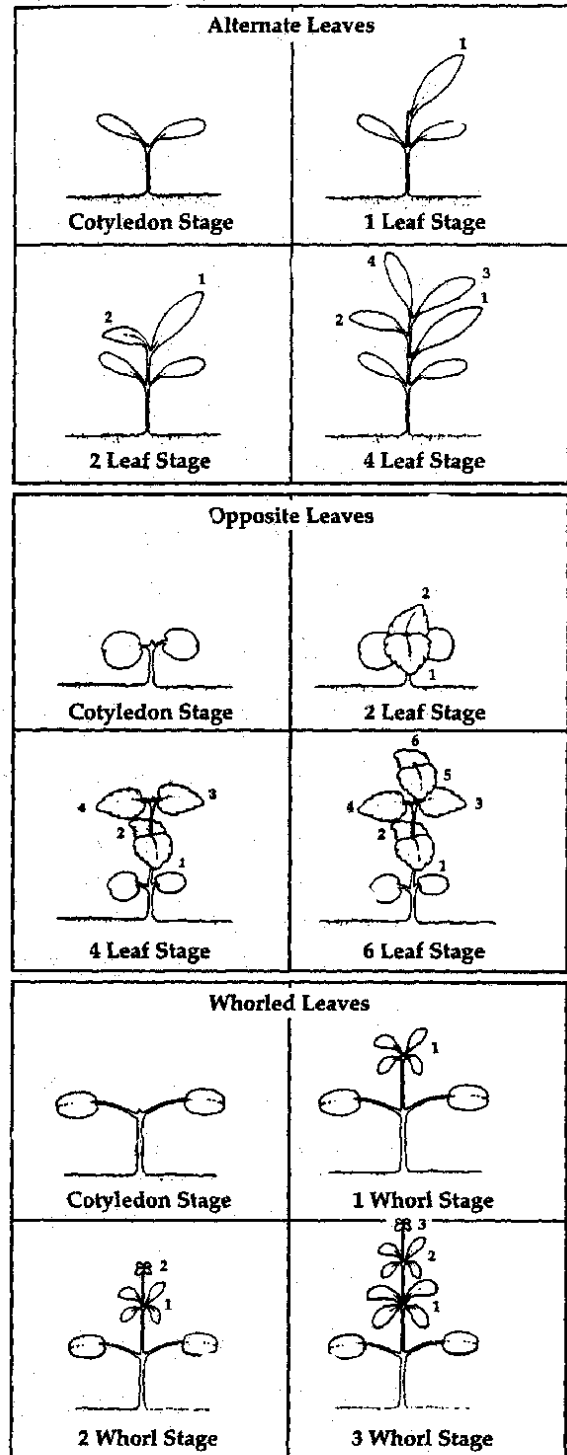 Alternate Leaves
1
Cotyledon Stage
1 Leaf Stage
1
2
2 Leaf Stage
4
3
1
2
4 Leaf Stage
Opposite Leaves
Cotyledon Stage
2
1
2 Leaf Stage
4
3
2
1
4 Leaf Stage
6
5
4
3
2
1
6 Leaf Stage
Whorled Leaves
Cotyledon Stage
1
1 Whorl Stage
2
1
2 Whorl Stage
3
2
1
3 Whorl Stage